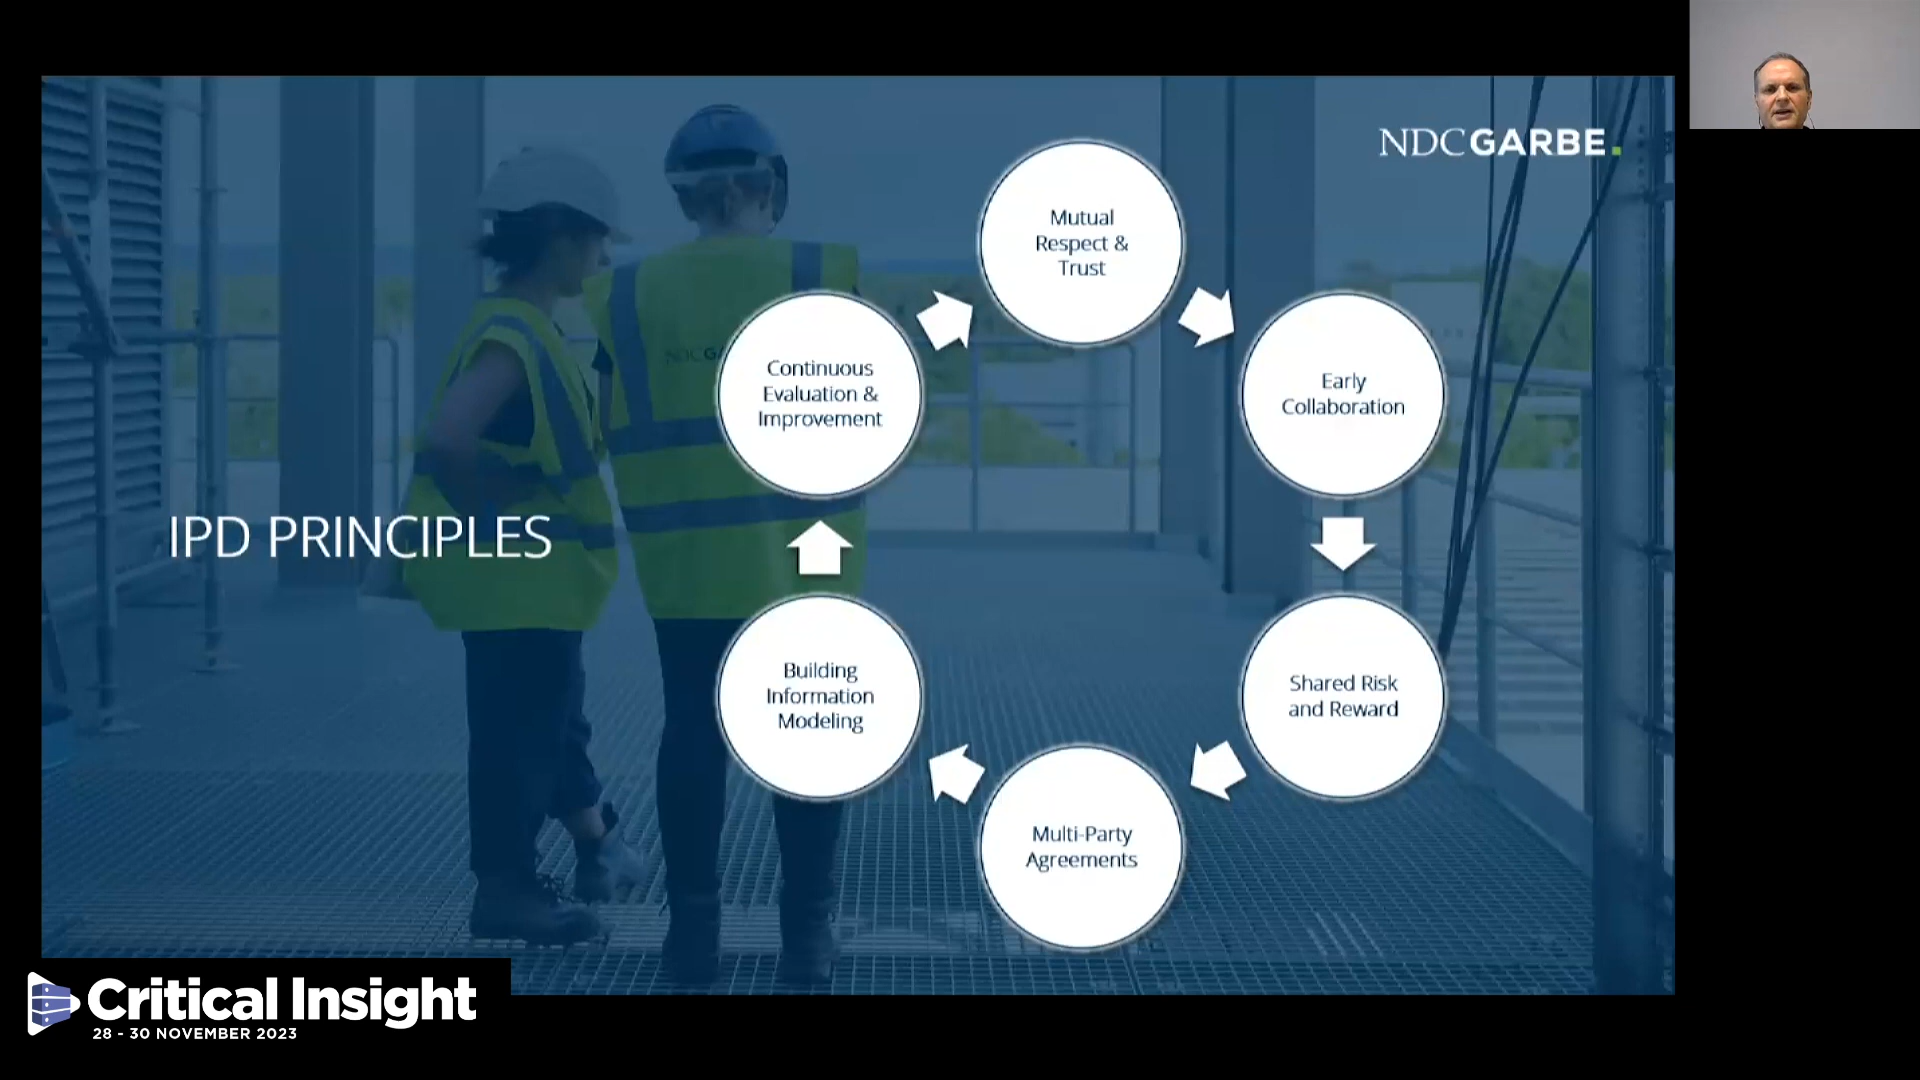 NDCGARBE.
IPD PRINCIPLES
Mutual
Respect &
Trust
Early
Collaboration
Shared Risk
and Reward
Multi-Party
Agreements
Building
Information
Modeling
Continuous
Evaluation &
Improvement
Critical Insight
28 - 30 NOVEMBER 2023